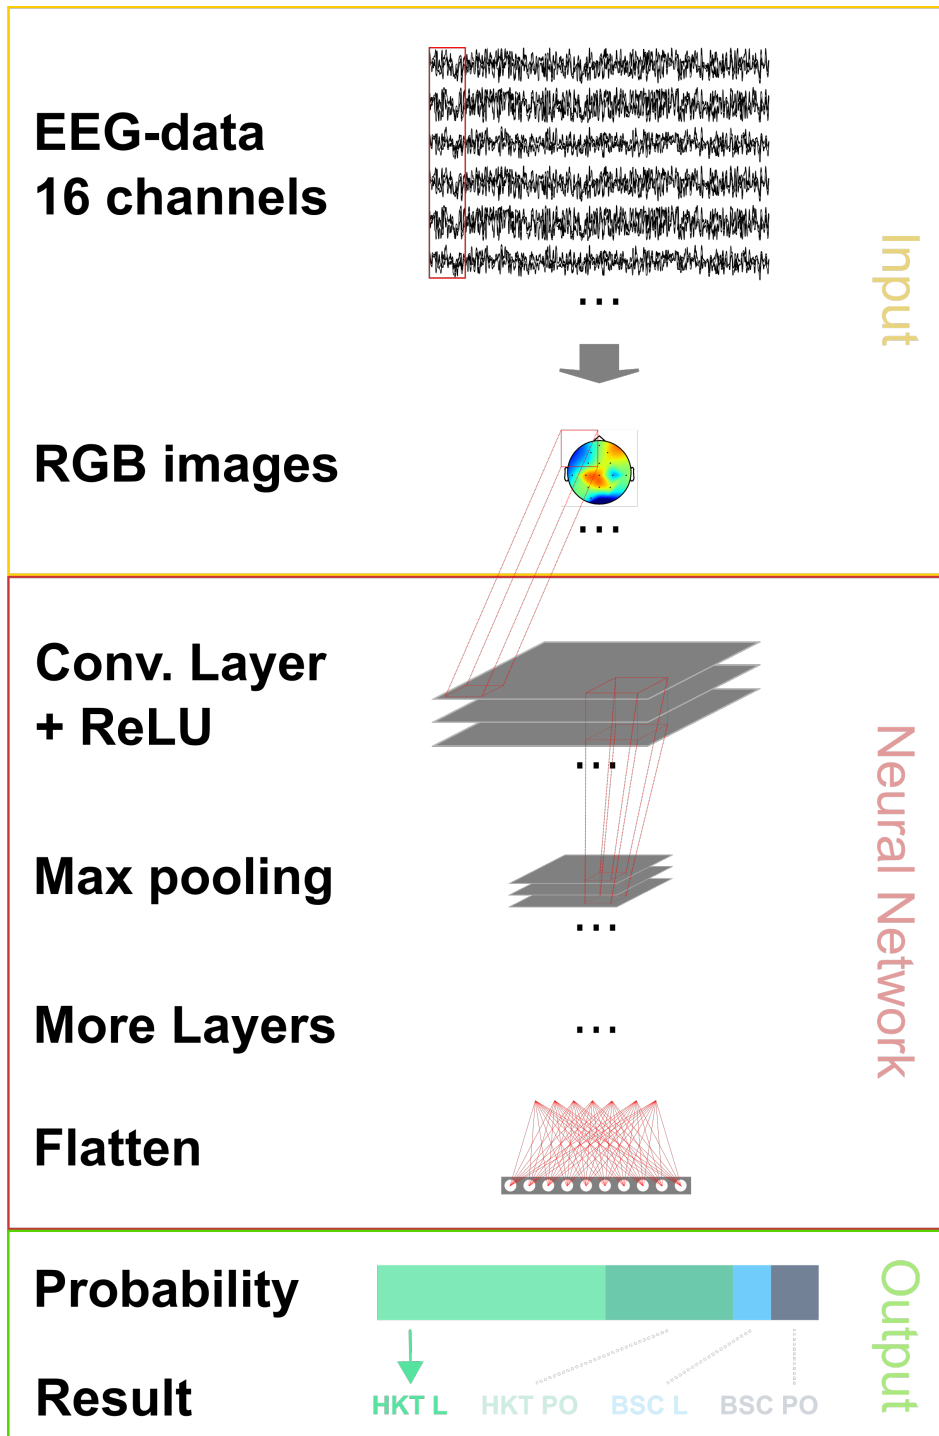 EEG-data
16 channels
...
Input
RGB images
...
Conv. Layer
+ ReLU
...
Neural Network
Max pooling
...
More Layers
...
Flatten
Probability
Output
Result
HKT L
HKT PO
BSC L
BSC PO